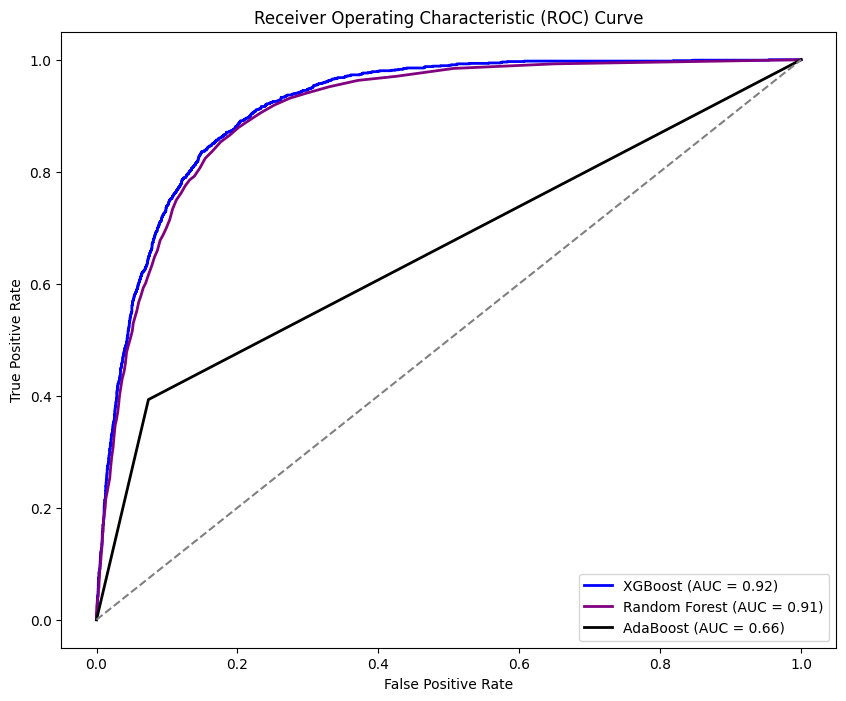 Receiver Operating Characteristic (ROC) Curve
True Positive Rate
1.0
0.8
0.6
0.4
0.2
0.0
XGBoost (AUC = 0.92)
Random Forest (AUC = 0.91)
AdaBoost (AUC = 0.66)
0.0 0.2 0.4 0.6 0.8 1.0
False Positive Rate